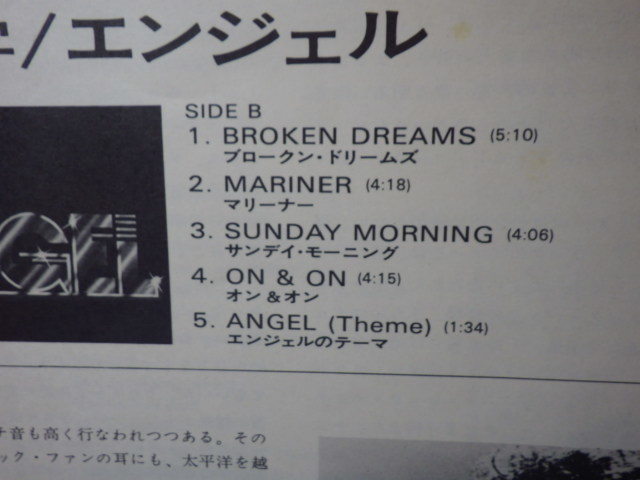 /エンジェル
SIDE B
1. BROKEN DREAMS (5:10)
ブロークン・ドリームズ
2. MARINER (4:18)
マリーナー
3. SUNDAY MORNING (4:06)
サンデイ・モーニング
4. ON & ON (4:15)
オン&オン
5. ANGEL (Theme) (1:34)
エンジェルのテーマ
音も高く行なわれつつある。その
ック・ファンの耳にも、太平洋を越